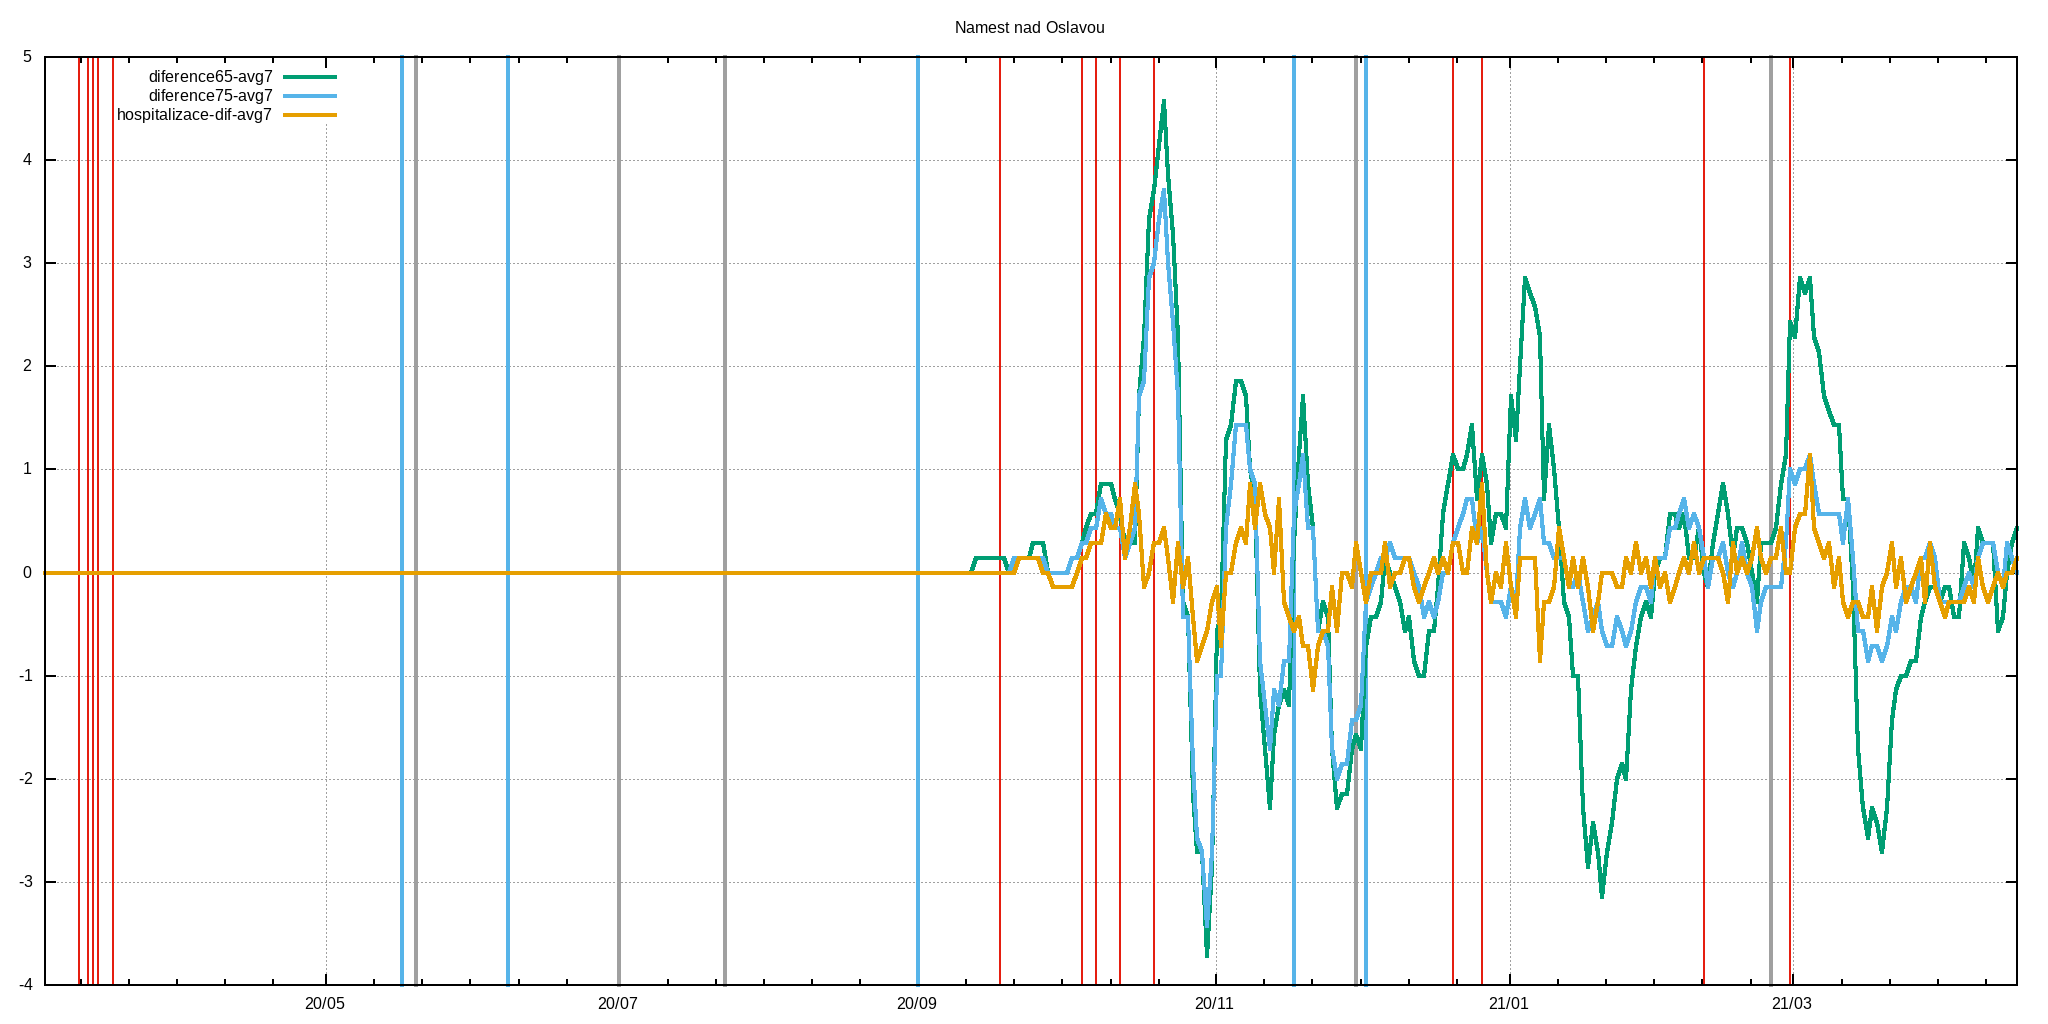 Namest nad Oslavou
5
diference65-avg7
diference75-avg7
hospitalizace-dif-avg7
4
3
2
1
0
-1
-2
-3
-4
20/05 20/07 20/09 20/11 21/01 21/03